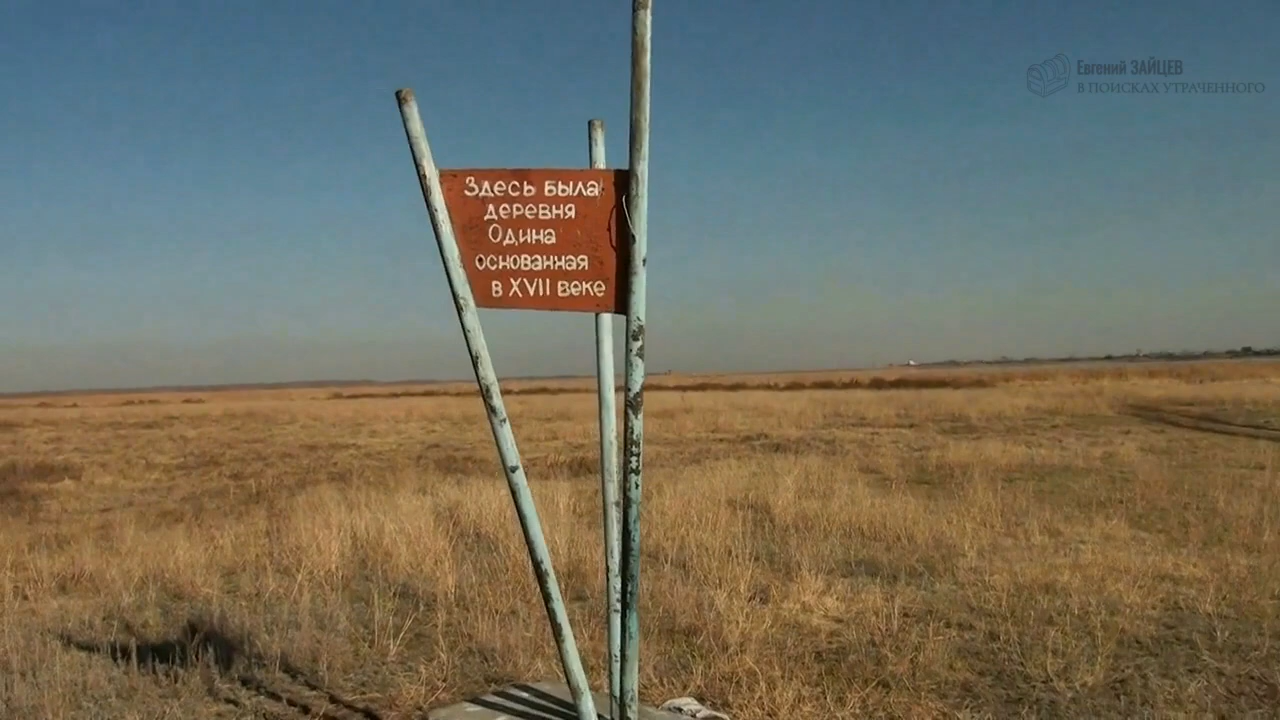 Евгений ЗАЙЦЕВ
В ПОИСКАХ УТРАЧЕННОГО
Здесь была
деревня
Одина
основанная
в XVII веке